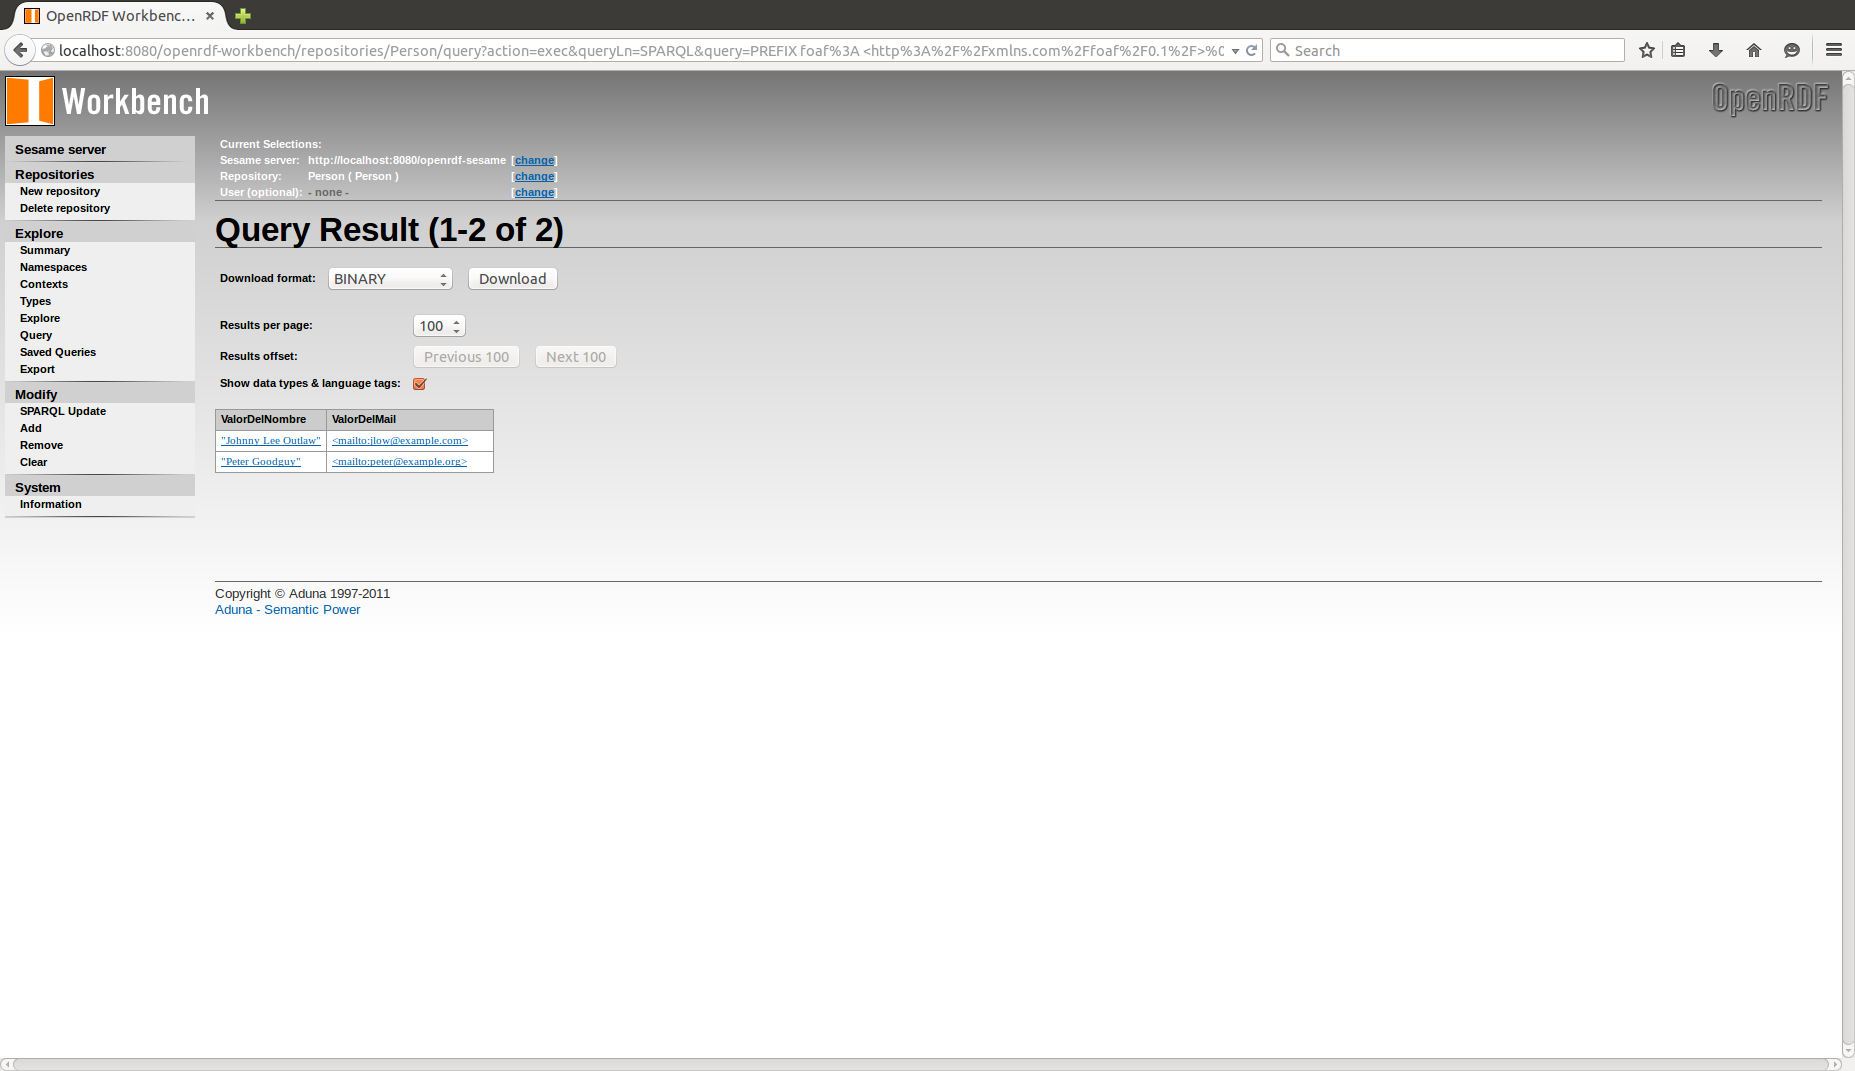 OpenRDF Workbenc...
localhost:8080/openrdf-workbench/repositories/Person/query?action=exec&queryLn=SPARQL&query=PREFIX foaf%3A <http%3A%2F%2Fxmlns.com%2Ffoaf%2F0.1%2F>%0
Search
Workbench
OpenRDF
Sesame server
Repositories
New repository
Delete repository
Explore
Summary
Namespaces
Contexts
Types
Explore
Query
Saved Queries
Export
Modify
SPARQL Update
Add
Remove
Clear
System
Information
Current Selections:
Sesame server: http://localhost:8080/openrdf-sesame [change]
Repository: Person ( Person ) [change]
User (optional): - none - [change]
Query Result (1-2 of 2)
Download format: BINARY Download
Results per page: 100
Results offset: Previous 100 Next 100
Show data types & language tags:
ValorDelNombre ValorDelMail
"Johnny Lee Outlaw" <mailto:jlow@example.com>
"Peter Goodguy" <mailto:peter@example.org>
Copyright © Aduna 1997-2011
Aduna - Semantic Power